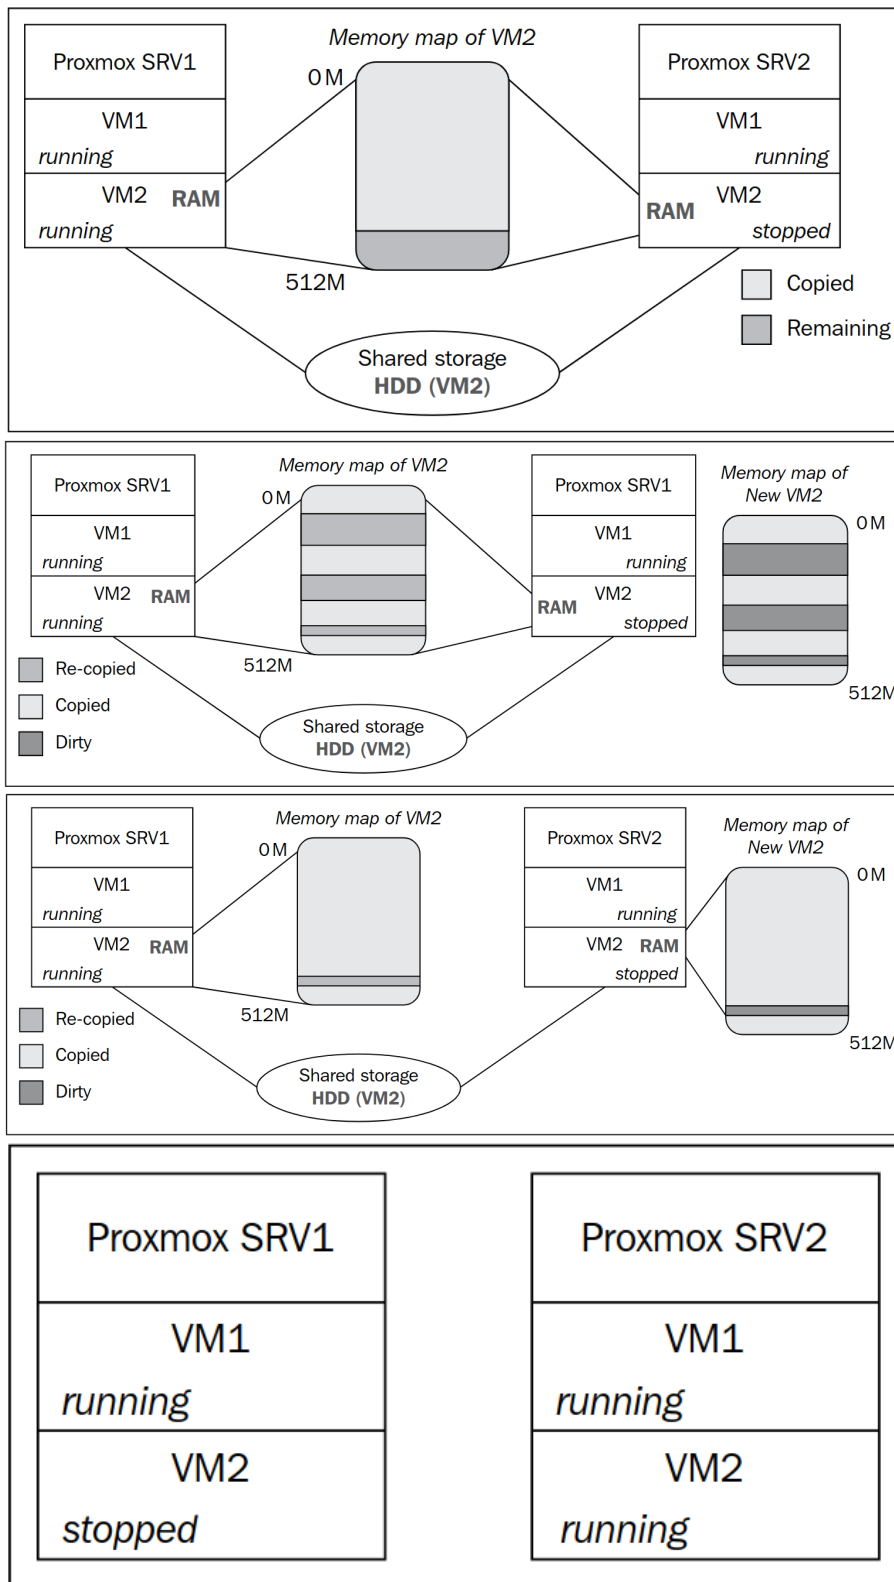 Memory map of VM2
Proxmox SRV1
0 M
Proxmox SRV2
VM1
running
VM1
running
VM2 RAM
running
RAM VM2
stopped
512M
Copied
Remaining
Shared storage
HDD (VM2)
Memory map of VM2
Proxmox SRV1
0 M
Proxmox SRV1
Memory map of
New VM2
0 M
VM1
running
VM1
running
VM2 RAM
running
RAM VM2
stopped
512M
512M
Re-copied
Copied
Dirty
Shared storage
HDD (VM2)
Memory map of VM2
Proxmox SRV1
0 M
Proxmox SRV2
Memory map of
New VM2
0 M
VM1
running
VM1
running
VM2 RAM
running
VM2 RAM
stopped
512M
512M
Re-copied
Copied
Dirty
Shared storage
HDD (VM2)
Proxmox SRV1
Proxmox SRV2
VM1
running
VM1
running
VM2
stopped
VM2
running